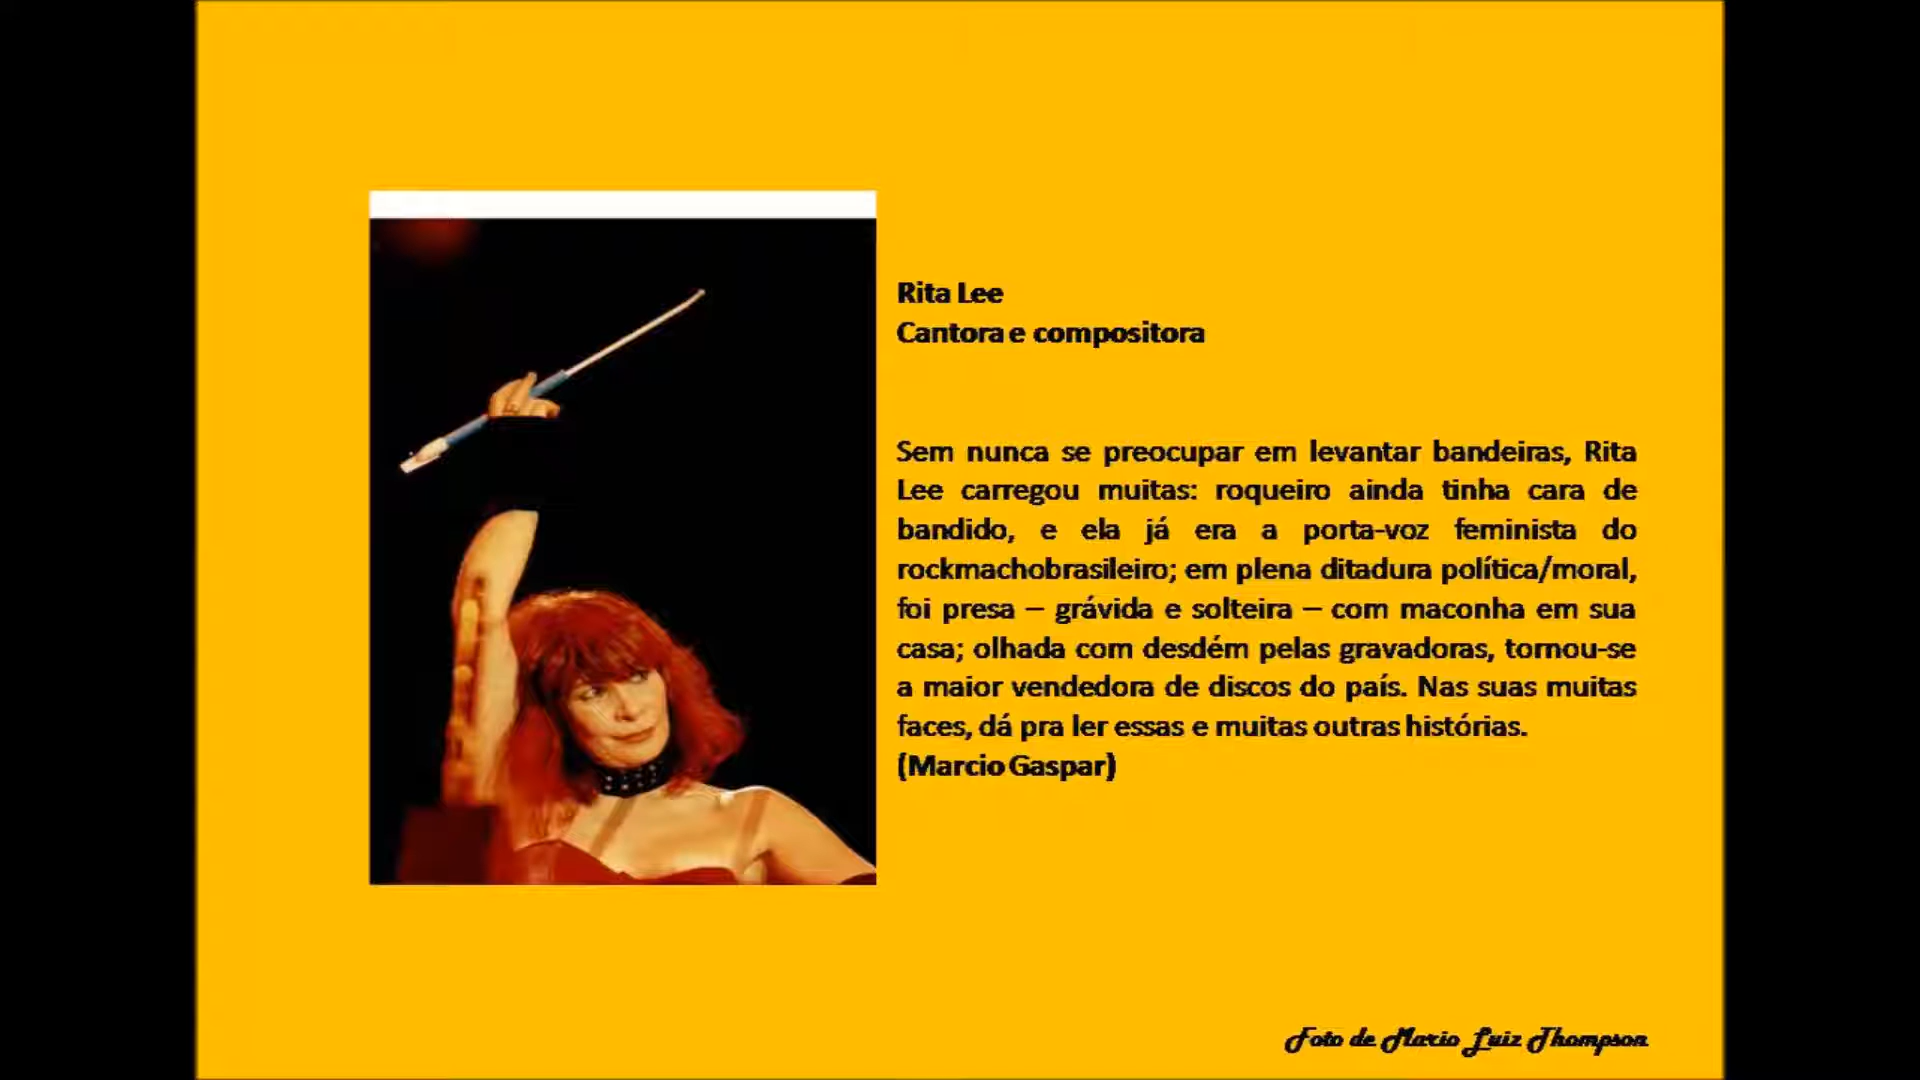 Rita Lee
Cantora e compositora
Sem nunca se preocupar em levantar bandeiras, Rita
Lee carregou muitas: roqueiro ainda tinha cara de
bandido, e ela já era a porta-voz feminista do
rockmachobrasileiro; em plena ditadura política/moral,
foi presa – grávida e solteira – com maconha em sua
casa; olhada com desdém pelas gravadoras, tornou-se
a maior vendedora de discos do país. Nas suas muitas
faces, dá pra ler essas e muitas outras histórias.
(Marcio Gaspar)
Foto de Mario Luiz Thompson